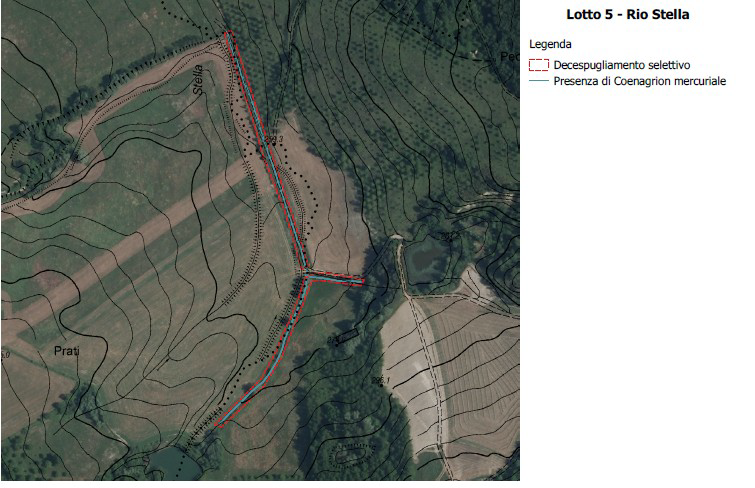 Lotto 5 - Rio Stella
Legenda
Decespugliamento selettivo
Presenza di Coenagrion mercuriale
Stella
Prati